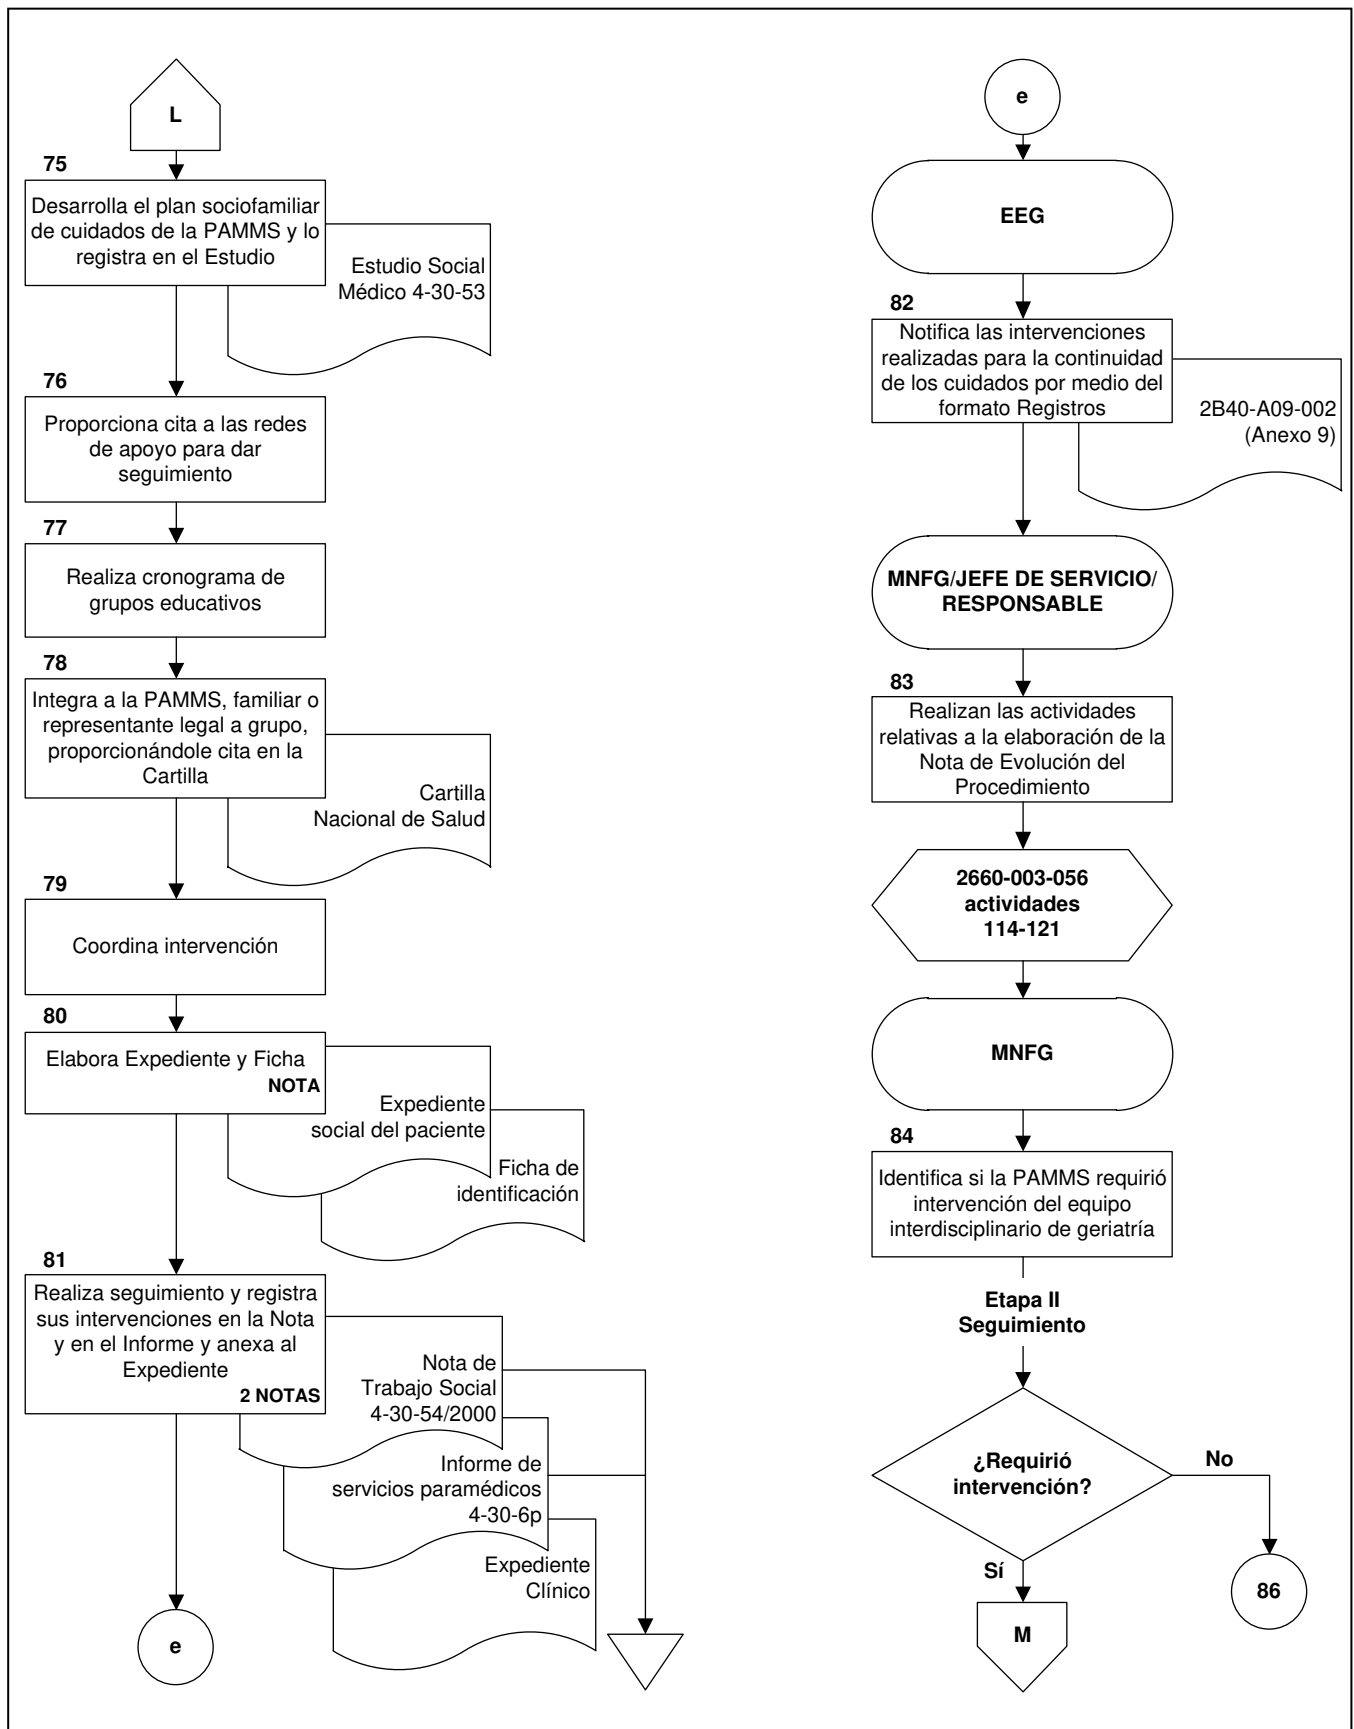 L
75
Desarrolla el plan sociofamiliar
de cuidados de la PAMMS y lo
registra en el Estudio
Estudio Social
Médico 4-30-53
76
Proporciona cita a las redes
de apoyo para dar
seguimiento
77
Realiza cronograma de
grupos educativos
78
Integra a la PAMMS, familiar o
representante legal a grupo,
proporcionándole cita en la
Cartilla
Cartilla
Nacional de Salud
79
Coordina intervención
80
Elabora Expediente y Ficha
NOTA
Expediente
social del paciente
Ficha de
identificación
81
Realiza seguimiento y registra
sus intervenciones en la Nota
y en el Informe y anexa al
Expediente
2 NOTAS
Nota de
Trabajo Social
4-30-54/2000
Informe de
servicios paramédicos
4-30-6p
Expediente
Clínico
e
e
EEG
82
Notifica las intervenciones
realizadas para la continuidad
de los cuidados por medio del
formato Registros
2B40-A09-002
(Anexo 9)
MNFG/JEFE DE SERVICIO/
RESPONSABLE
83
Realizan las actividades
relativas a la elaboración de la
Nota de Evolución del
Procedimiento
2660-003-056
actividades
114-121
MNFG
84
Identifica si la PAMMS requirió
intervención del equipo
interdisciplinario de geriatría
Etapa II
Seguimiento
¿Requirió
intervención?
No
86
Sí
M